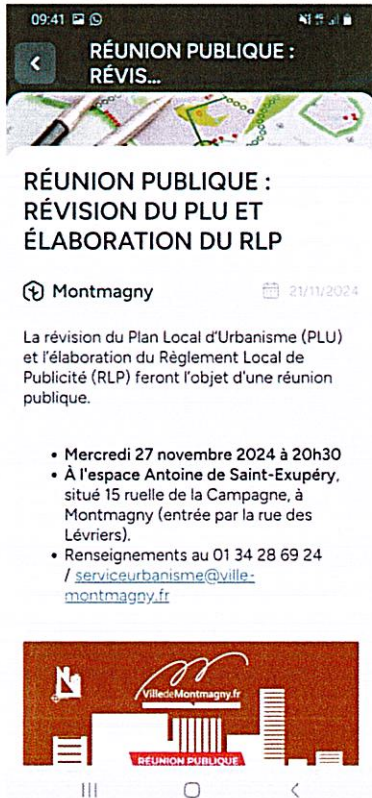 09:41
RÉUNION PUBLIQUE :
RÉVIS...
RÉUNION PUBLIQUE :
RÉVISION DU PLU ET
ÉLABORATION DU RLP
Montmagny
21/11/2024
La révision du Plan Local d'Urbanisme (PLU)
et l'élaboration du Règlement Local de
Publicité (RLP) feront l'objet d'une réunion
publique.
• Mercredi 27 novembre 2024 à 20h30
• À l'espace Antoine de Saint-Exupéry,
situé 15 ruelle de la Campagne, à
Montmagny (entrée par la rue des
Lévriers).
• Renseignements au 01 34 28 69 24
/ serviceurbanisme@ville-
montmagny.fr
VilledeMontmagny.fr
RÉUNION PUBLIQUE